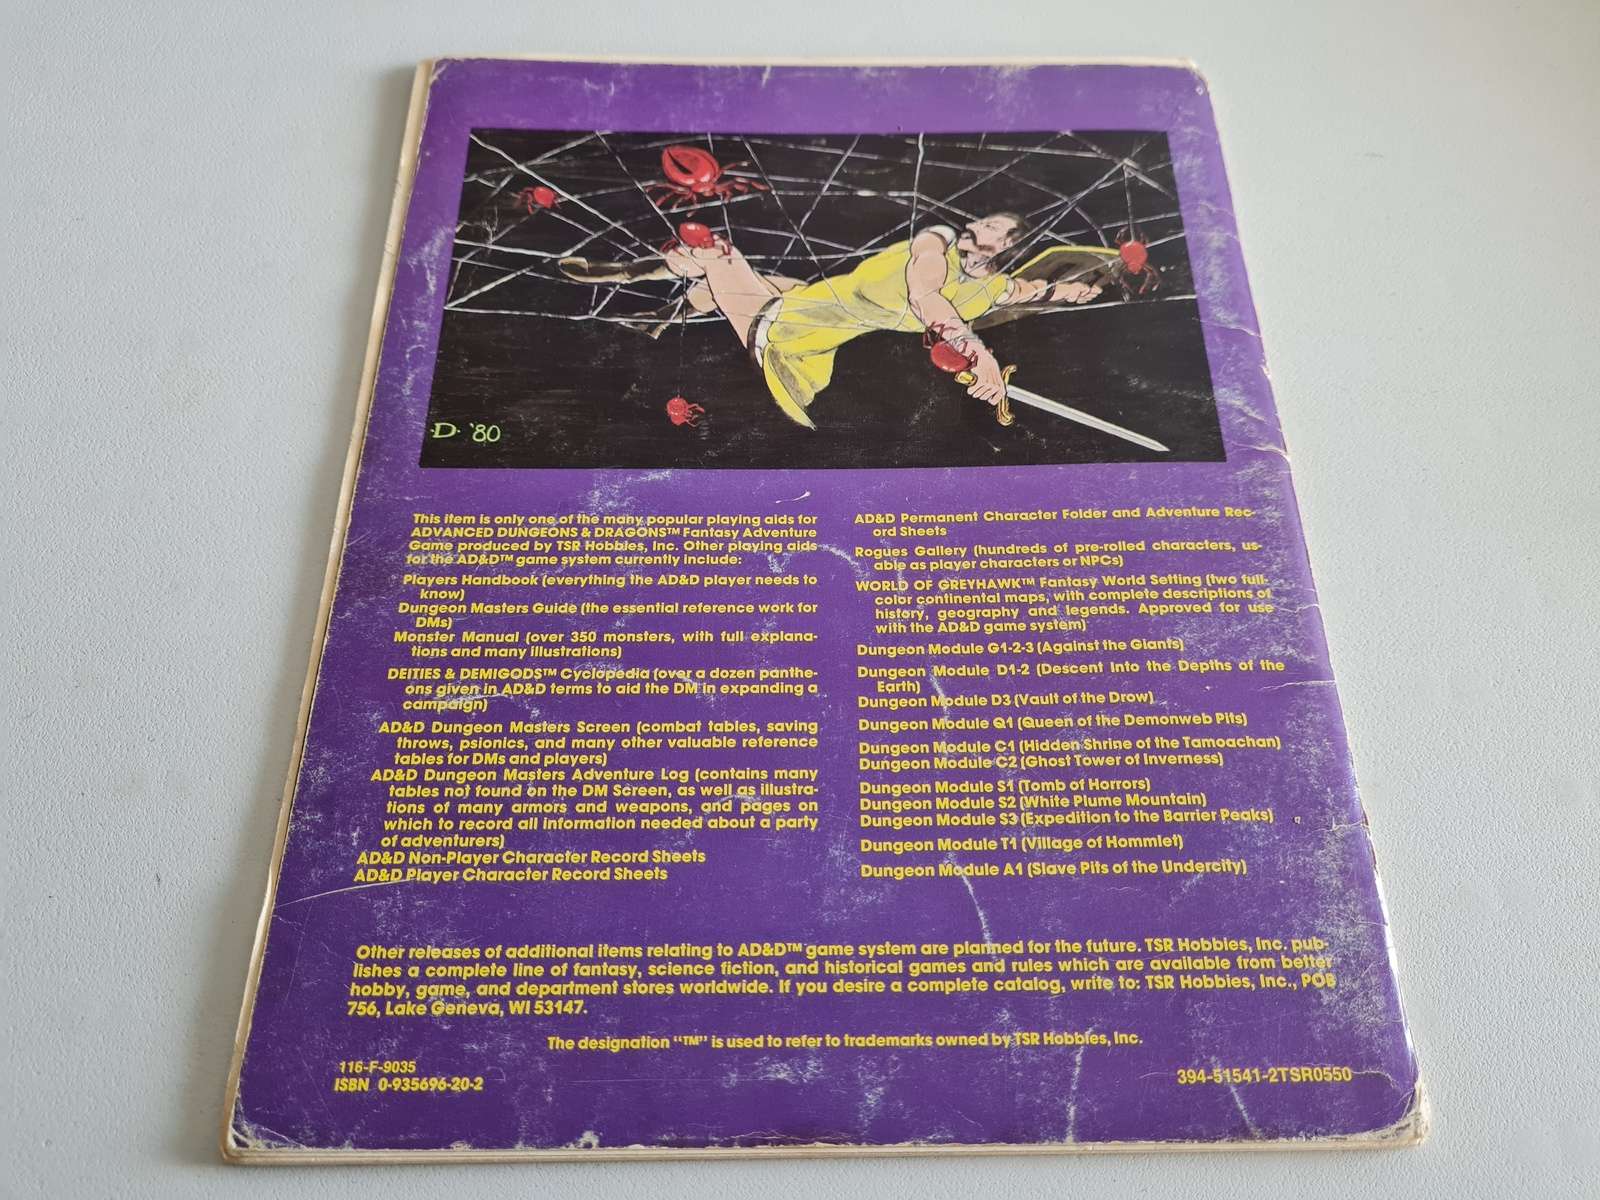 ·D· '80
This item is only one of the many popular playing aids for
ADVANCED DUNGEONS & DRAGONS™ Fantasy Adventure
Game produced by TSR Hobbies, Inc. Other playing aids
for the AD&D™ game system currently include:
Players Handbook (everything the AD&D player needs to
know)
Dungeon Masters Guide (the essential reference work for
DMs)
Monster Manual (over 350 monsters, with full explana-
tions and many illustrations)
DEITIES & DEMIGODS™ Cyclopedia (over a dozen panthe-
ons given in AD&D terms to aid the DM in expanding a
campaign)
AD&D Dungeon Masters Screen (combat tables, saving
throws, psionics, and many other valuable reference
tables for DMs and players)
AD&D Dungeon Masters Adventure Log (contains many
tables not found on the DM Screen, as well as illustra-
tions of many armors and weapons, and pages on
which to record all information needed about a party
of adventurers)
AD&D Non-Player Character Record Sheets
AD&D Player Character Record Sheets
AD&D Permanent Character Folder and Adventure Rec-
ord Sheets
Rogues Gallery (hundreds of pre-rolled characters, us-
able as player characters or NPCs)
WORLD OF GREYHAWK™ Fantasy World Setting (two full-
color continental maps, with complete descriptions of
history, geography and legends. Approved for use
with the AD&D game system)
Dungeon Module G1-2-3 (Against the Giants)
Dungeon Module D1-2 (Descent Into the Depths of the
Earth)
Dungeon Module D3 (Vault of the Drow)
Dungeon Module Q1 (Queen of the Demonweb Pits)
Dungeon Module C1 (Hidden Shrine of the Tamoachan)
Dungeon Module C2 (Ghost Tower of Inverness)
Dungeon Module S1 (Tomb of Horrors)
Dungeon Module S2 (White Plume Mountain)
Dungeon Module S3 (Expedition to the Barrier Peaks)
Dungeon Module T1 (Village of Hommlet)
Dungeon Module A1 (Slave Pits of the Undercity)
Other releases of additional items relating to AD&D™ game system are planned for the future. TSR Hobbies, Inc. pub-
lishes a complete line of fantasy, science fiction, and historical games and rules which are available from better
hobby, game, and department stores worldwide. If you desire a complete catalog, write to: TSR Hobbies, Inc., POB
756, Lake Geneva, WI 53147.
The designation "™" is used to refer to trademarks owned by TSR Hobbies, Inc.
116-F-9035
ISBN 0-935696-20-2
394-51541-2TSR0550